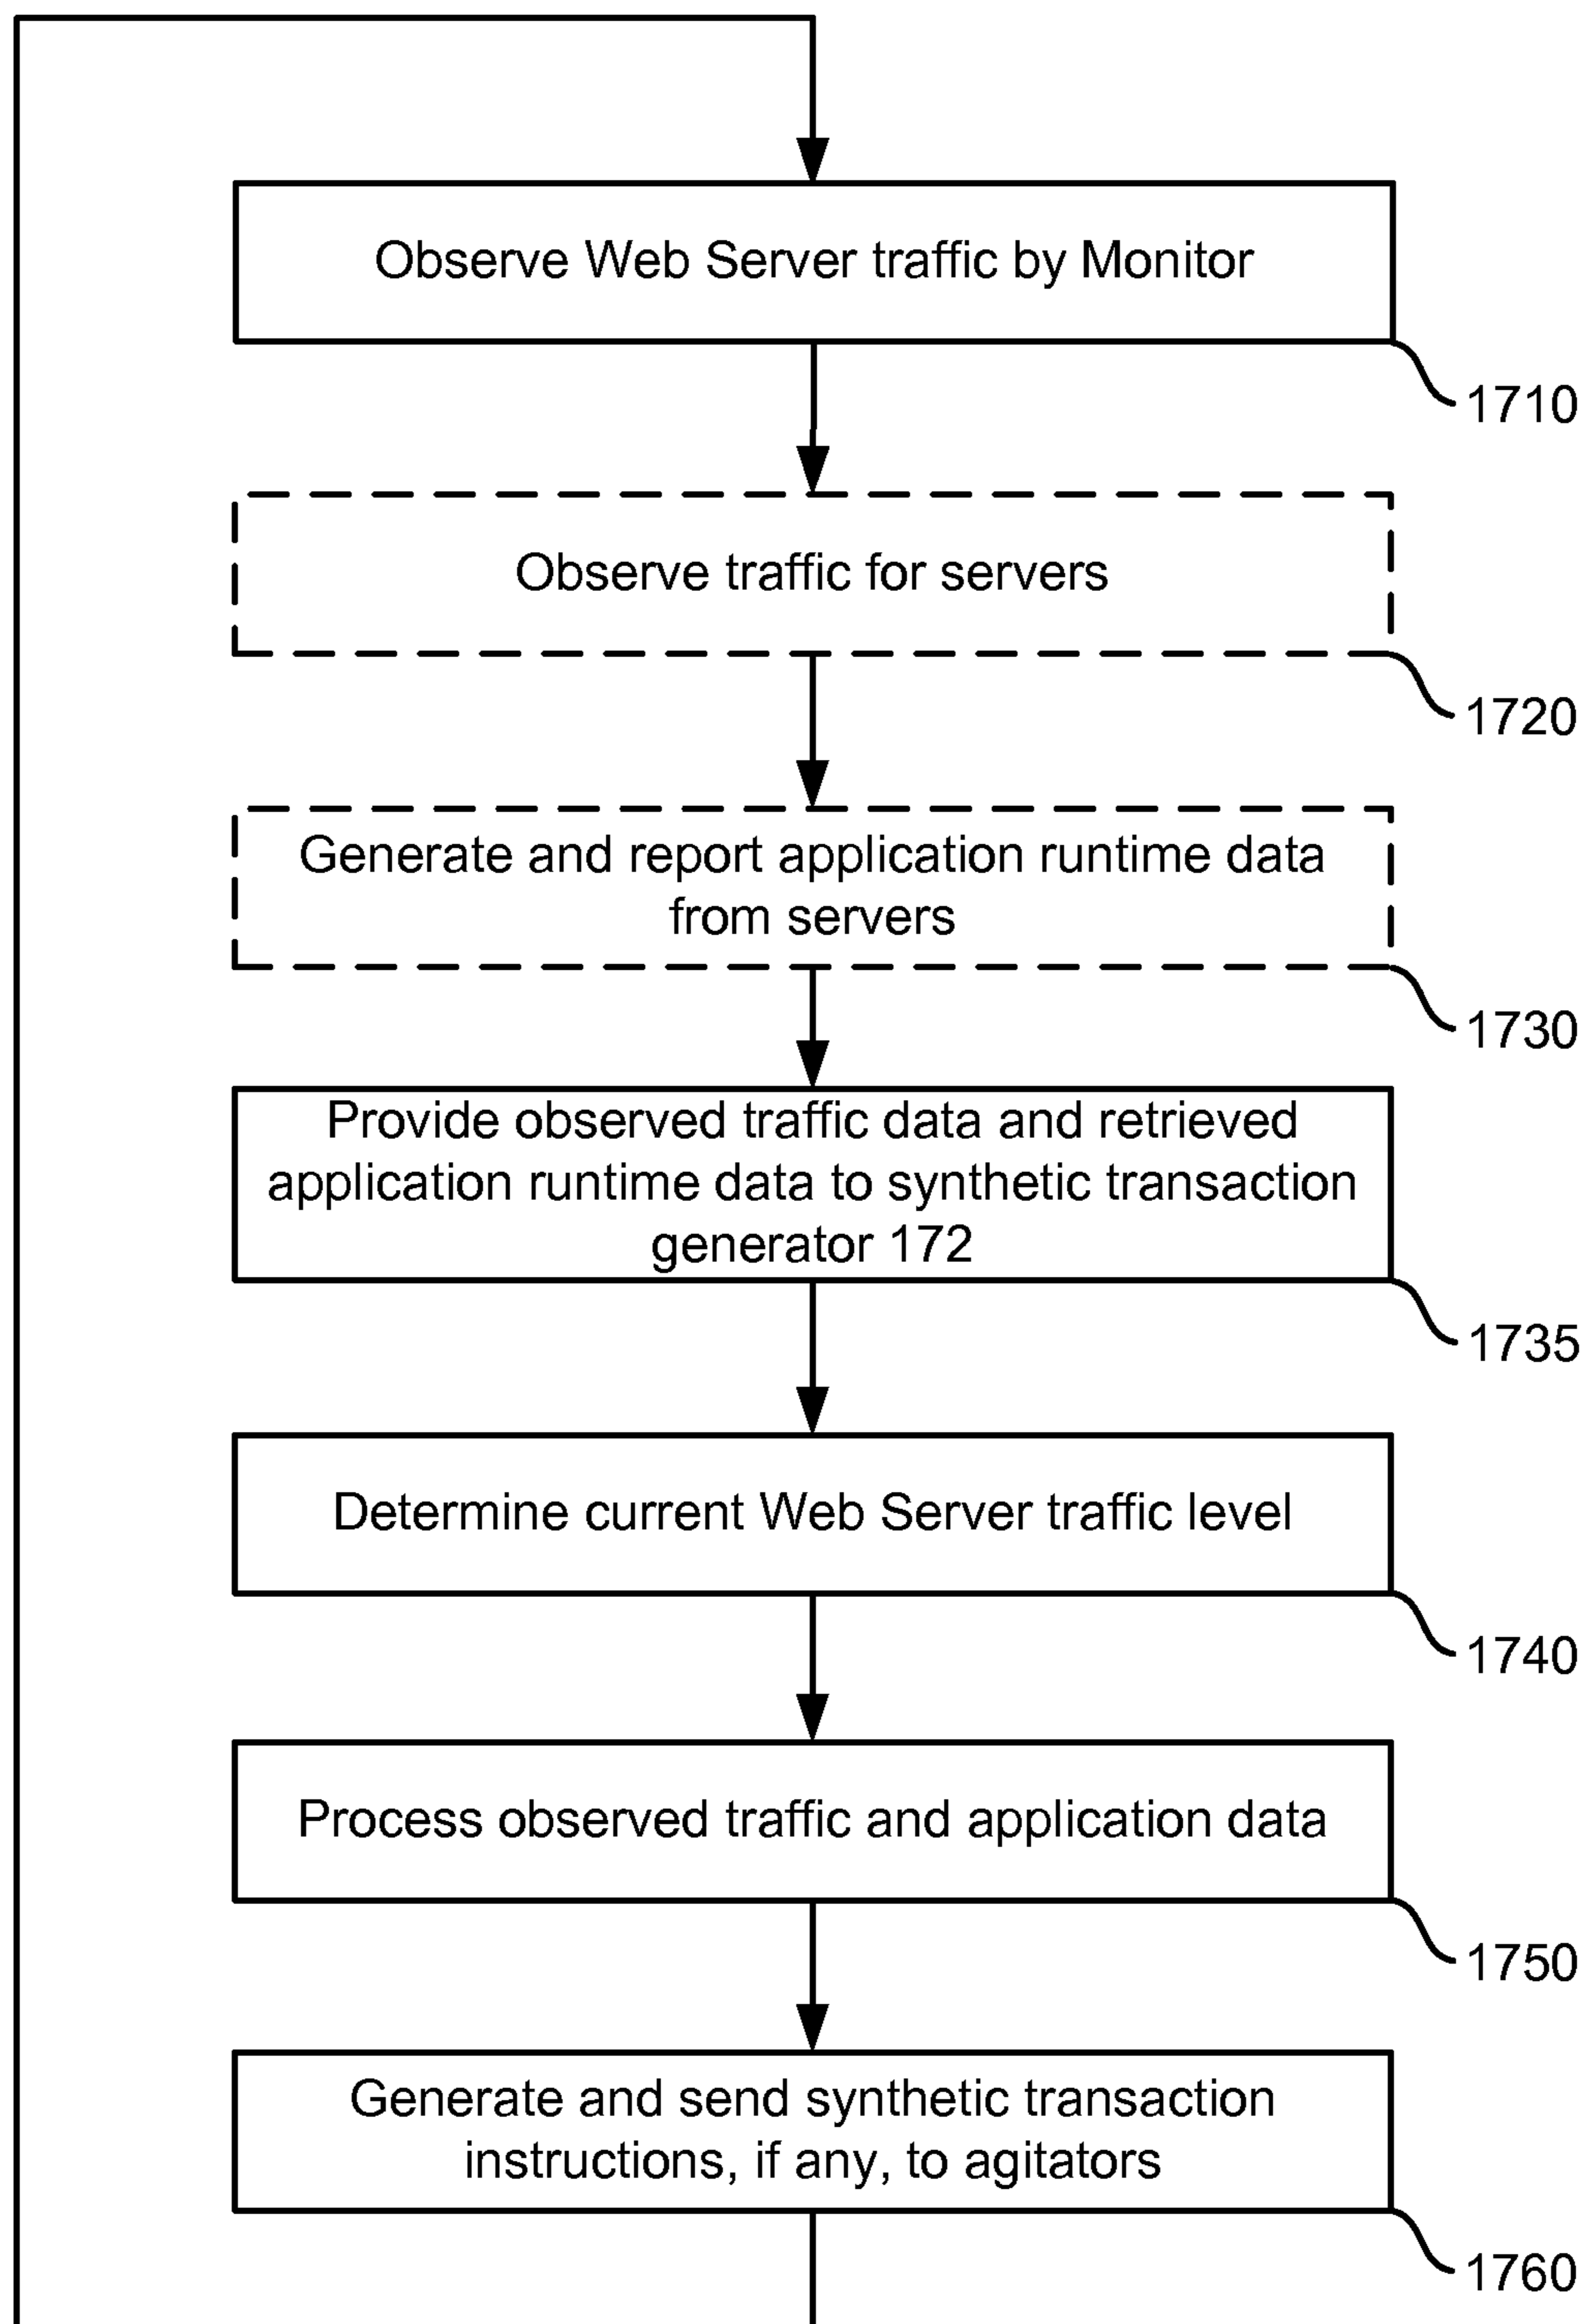 Observe Web Server traffic by Monitor
1710
Observe traffic for servers
1720
Generate and report application runtime data
from servers
1730
Provide observed traffic data and retrieved
application runtime data to synthetic transaction
generator 172
1735
Determine current Web Server traffic level
1740
Process observed traffic and application data
1750
Generate and send synthetic transaction
instructions, if any, to agitators
1760